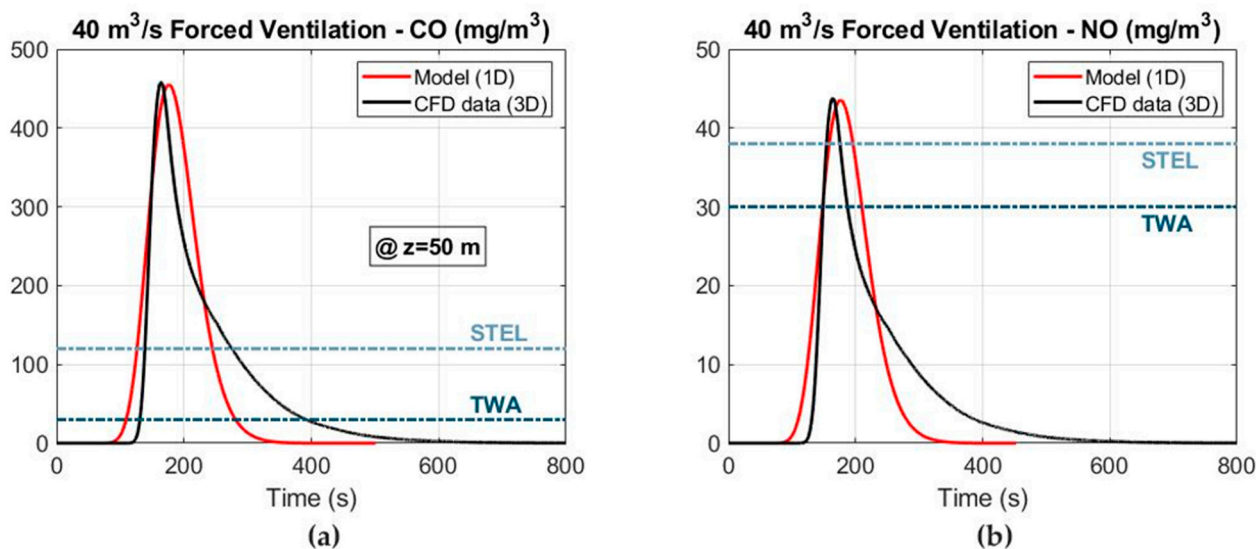 40 m³/s Forced Ventilation - CO (mg/m³)
500
400
300
200
100
0
Model (1D)
CFD data (3D)
@ z=50 m
STEL
TWA
0 200 400 600 800
Time (s)
(a)
40 m³/s Forced Ventilation - NO (mg/m³)
50
40
30
20
10
0
Model (1D)
CFD data (3D)
STEL
TWA
0 200 400 600 800
Time (s)
(b)